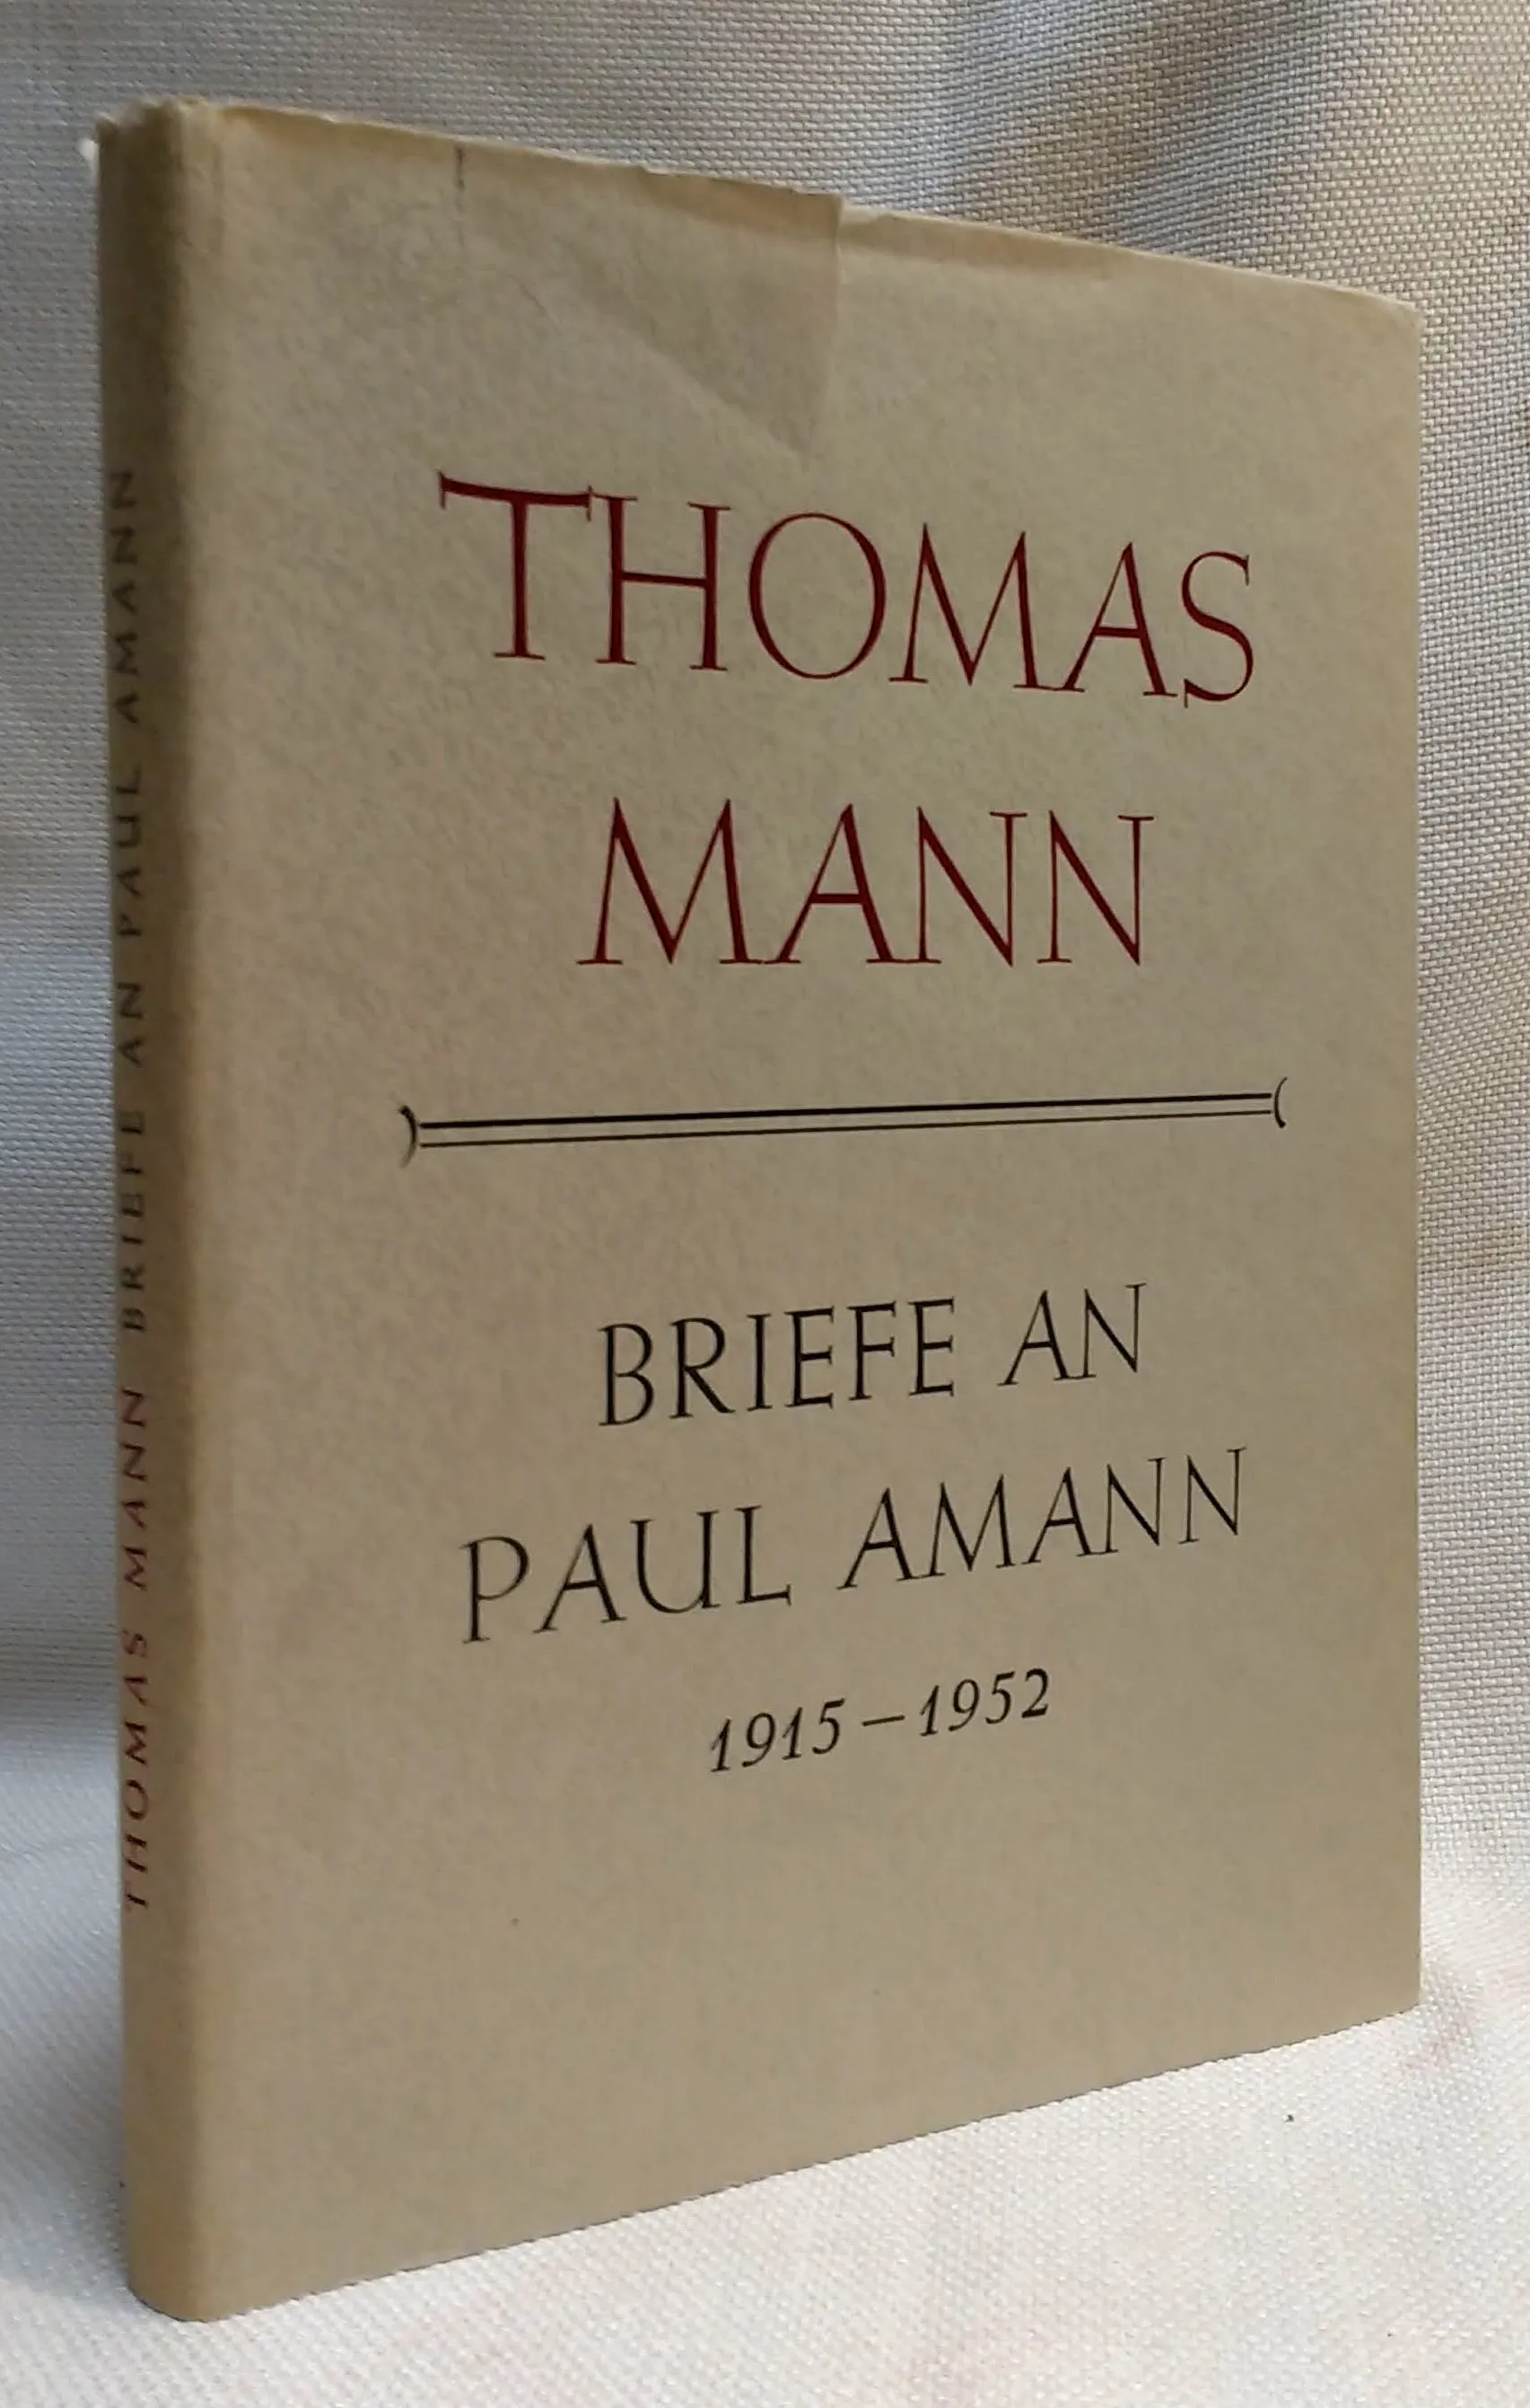 THOMAS
MANN
BRIEFE AN
PAUL AMANN
1915–1952
THOMAS MANN BRIEFE AN PAUL AMANN